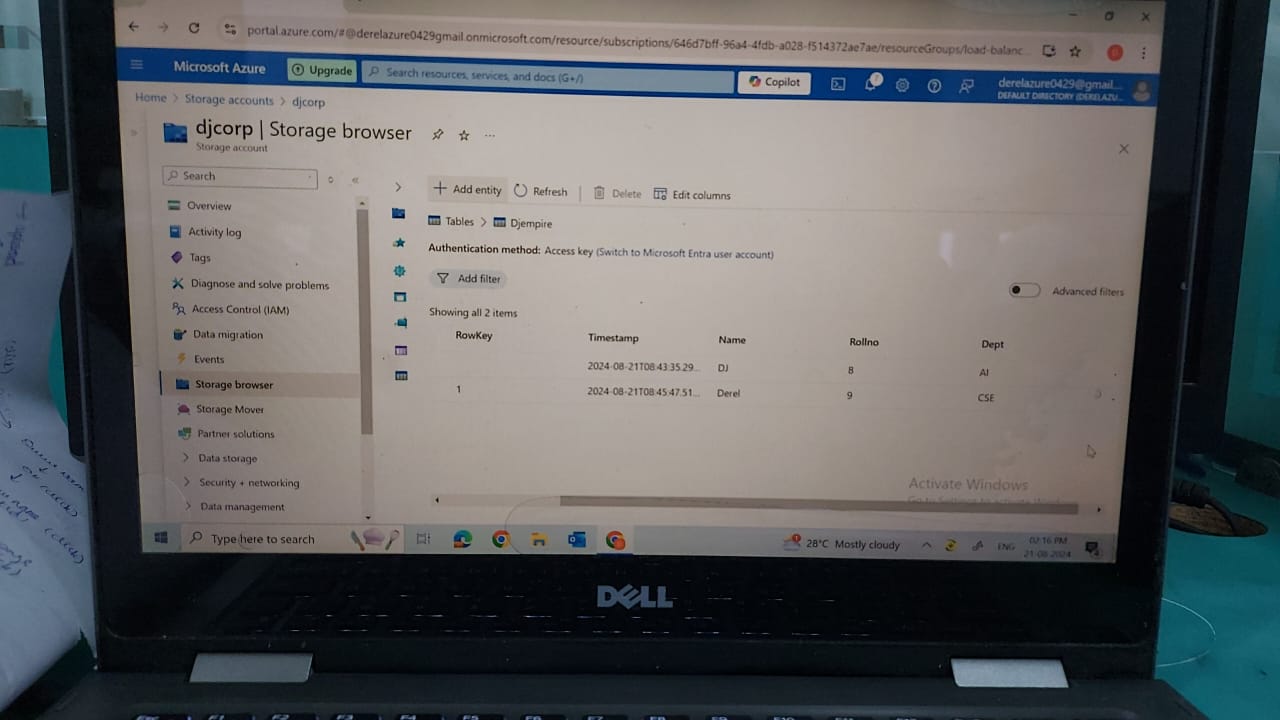 portal.azure.com/#@derelazure0429gmail.onmicrosoft.com/resource/subscriptions/646d7bff-96a4-4fdb-a028-f514372ae7ae/resourceGroups/load-balanc...
Microsoft Azure Upgrade Search resources, services, and docs (G+/) Copilot derelazure0429@gmail....
DEFAULT DIRECTORY (DERELAZU...
Home > Storage accounts > djcorp
djcorp | Storage browser ...
Storage account
Search
Overview
Activity log
Tags
Diagnose and solve problems
Access Control (IAM)
Data migration
Events
Storage browser
Storage Mover
Partner solutions
Data storage
Security + networking
Data management
+ Add entity Refresh Delete Edit columns
Tables > Djempire
Authentication method: Access key (Switch to Microsoft Entra user account)
Add filter
Advanced filters
Showing all 2 items
RowKey Timestamp Name Rollno Dept
2024-08-21T08:43:35.29... DJ 8 AI
1 2024-08-21T08:45:47.51... Derel 9 CSE
Activate Windows
Type here to search 28°C Mostly cloudy ENG 02:16 PM
21-08-2024
DELL